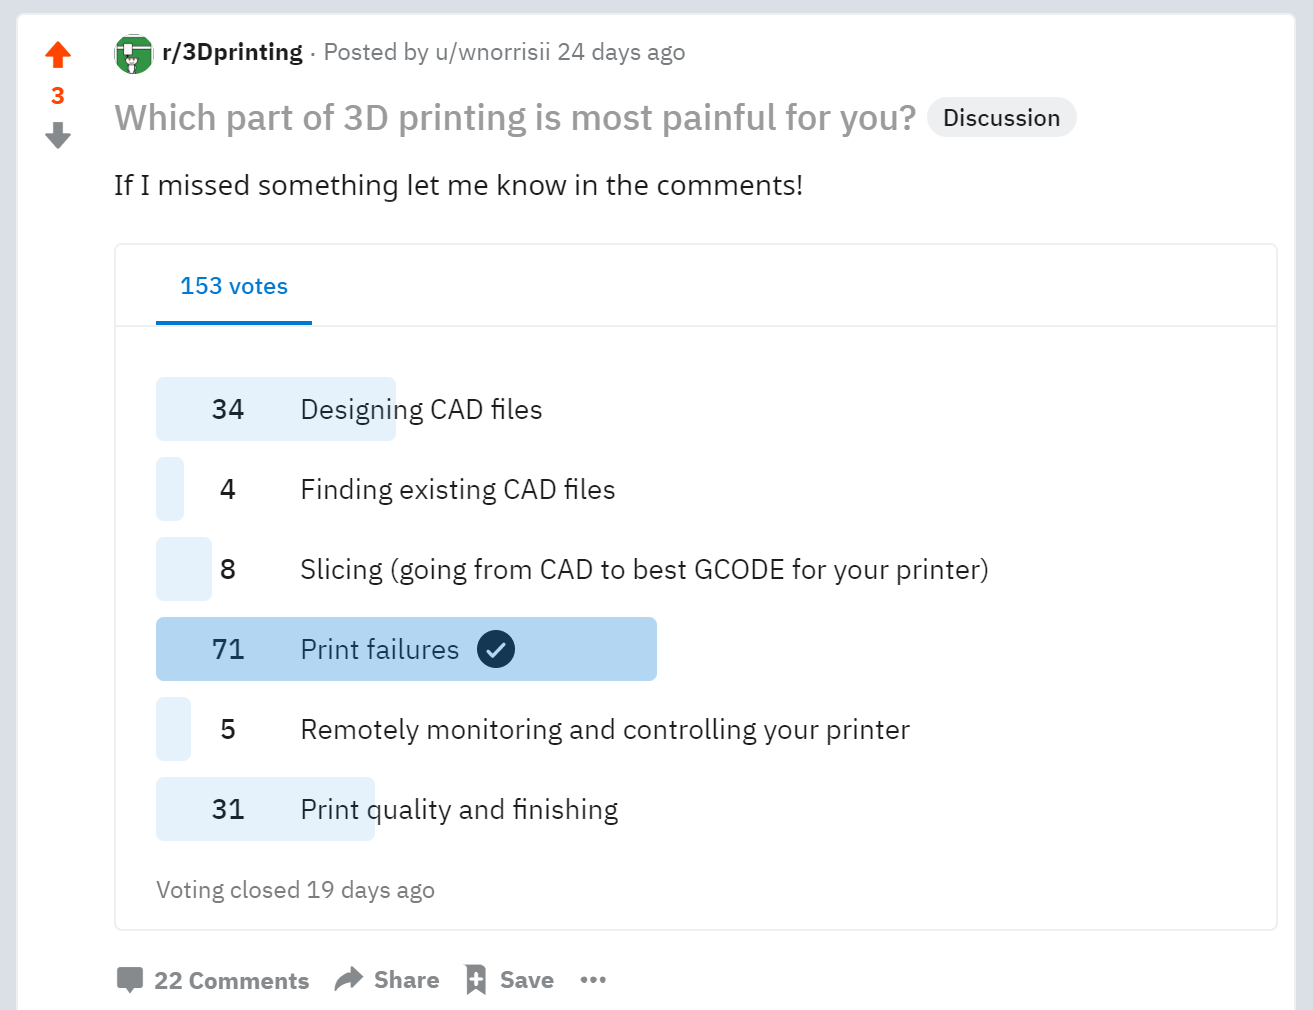 r/3Dprinting · Posted by u/wnorrisii 24 days ago
3
Which part of 3D printing is most painful for you? Discussion
If I missed something let me know in the comments!
153 votes
34 Designing CAD files
4 Finding existing CAD files
8 Slicing (going from CAD to best GCODE for your printer)
71 Print failures
5 Remotely monitoring and controlling your printer
31 Print quality and finishing
Voting closed 19 days ago
22 Comments Share Save ...